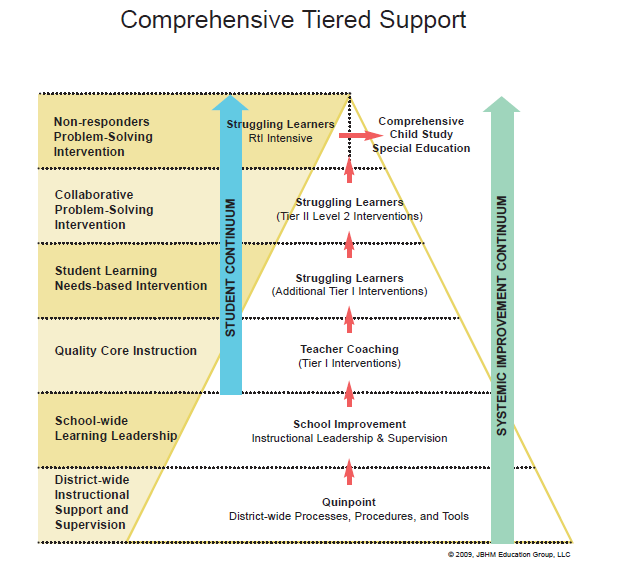 Comprehensive Tiered Support
Non-responders
Problem-Solving
Intervention
Struggling Learners
RtI Intensive
Comprehensive
Child Study
Special Education
Collaborative
Problem-Solving
Intervention
Struggling Learners
(Tier II Level 2 Interventions)
Student Learning
Needs-based Intervention
Struggling Learners
(Additional Tier I Interventions)
Quality Core Instruction
Teacher Coaching
(Tier I Interventions)
School-wide
Learning Leadership
School Improvement
Instructional Leadership & Supervision
District-wide
Instructional
Support and
Supervision
Quinpoint
District-wide Processes, Procedures, and Tools
STUDENT CONTINUUM
SYSTEMIC IMPROVEMENT CONTINUUM
© 2009, JBHM Education Group, LLC